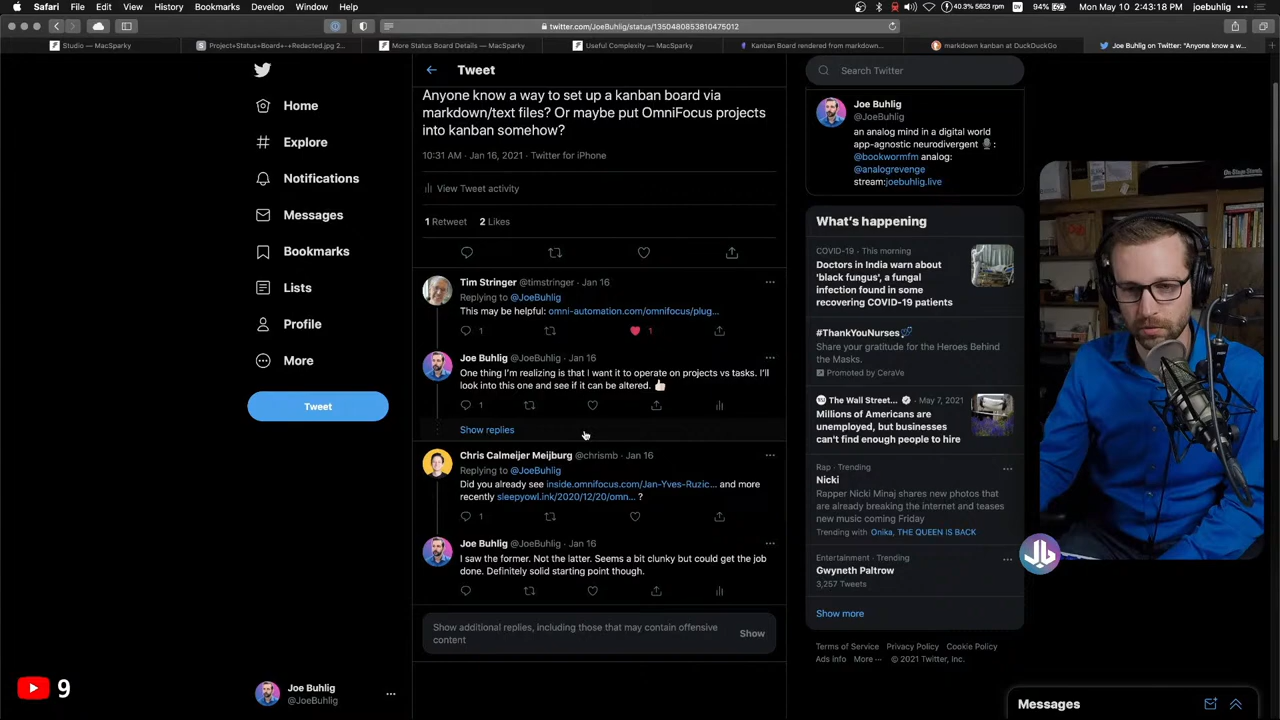 Safari File Edit View History Bookmarks Develop Window Help
40.3% 5623 rpm 94% Mon May 10 2:43:18 PM joebuhlig
twitter.com/JoeBuhlig/status/1350480853810475012
Studio — MacSparky
Project+Status+Board+-+Redacted.jpg 2...
More Status Board Details — MacSparky
Useful Complexity — MacSparky
Kanban Board rendered from markdown...
markdown kanban at DuckDuckGo
Joe Buhlig on Twitter: "Anyone know a w...
Home
Explore
Notifications
Messages
Bookmarks
Lists
Profile
More
Tweet
Joe Buhlig
@JoeBuhlig
9
Tweet
Anyone know a way to set up a kanban board via
markdown/text files? Or maybe put OmniFocus projects
into kanban somehow?
10:31 AM · Jan 16, 2021 · Twitter for iPhone
View Tweet activity
1 Retweet 2 Likes
Tim Stringer @timstringer · Jan 16
Replying to @JoeBuhlig
This may be helpful: omni-automation.com/omnifocus/plug...
1 1
Joe Buhlig @JoeBuhlig · Jan 16
One thing I'm realizing is that I want it to operate on projects vs tasks. I'll
look into this one and see if it can be altered. 👍🏻
1
Show replies
Chris Calmeijer Meijburg @chrismb · Jan 16
Replying to @JoeBuhlig
Did you already see inside.omnifocus.com/Jan-Yves-Ruzic... and more
recently sleepyowl.ink/2020/12/20/omn... ?
1
Joe Buhlig @JoeBuhlig · Jan 16
I saw the former. Not the latter. Seems a bit clunky but could get the job
done. Definitely solid starting point though.
Show additional replies, including those that may contain offensive
content
Show
Search Twitter
Joe Buhlig
@JoeBuhlig
an analog mind in a digital world
app-agnostic neurodivergent 🎙️:
@bookwormfm analog:
@analogrevenge
stream:joebuhlig.live
What's happening
COVID-19 · This morning
Doctors in India warn about
'black fungus', a fungal
infection found in some
recovering COVID-19 patients
#ThankYouNurses
Share your gratitude for the Heroes Behind
the Masks.
Promoted by CeraVe
The Wall Street... · May 7, 2021
Millions of Americans are
unemployed, but businesses
can't find enough people to hire
Rap · Trending
Nicki
Rapper Nicki Minaj shares new photos that
are already breaking the internet and teases
new music coming Friday
Trending with Onika, THE QUEEN IS BACK
Entertainment · Trending
Gwyneth Paltrow
3,257 Tweets
Show more
Terms of Service Privacy Policy Cookie Policy
Ads info More ··· © 2021 Twitter, Inc.
Messages